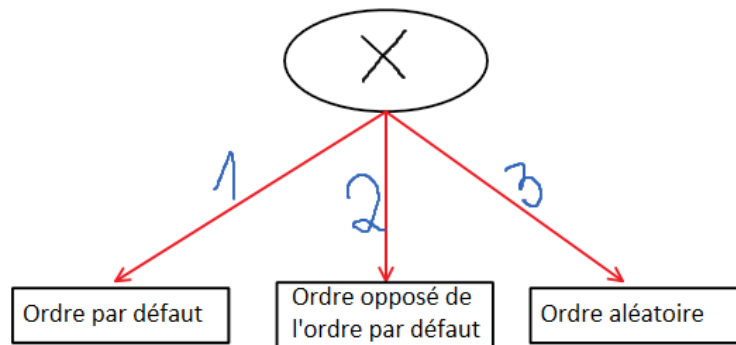 X
1
2
3
Ordre par défaut
Ordre opposé de
l'ordre par défaut
Ordre aléatoire